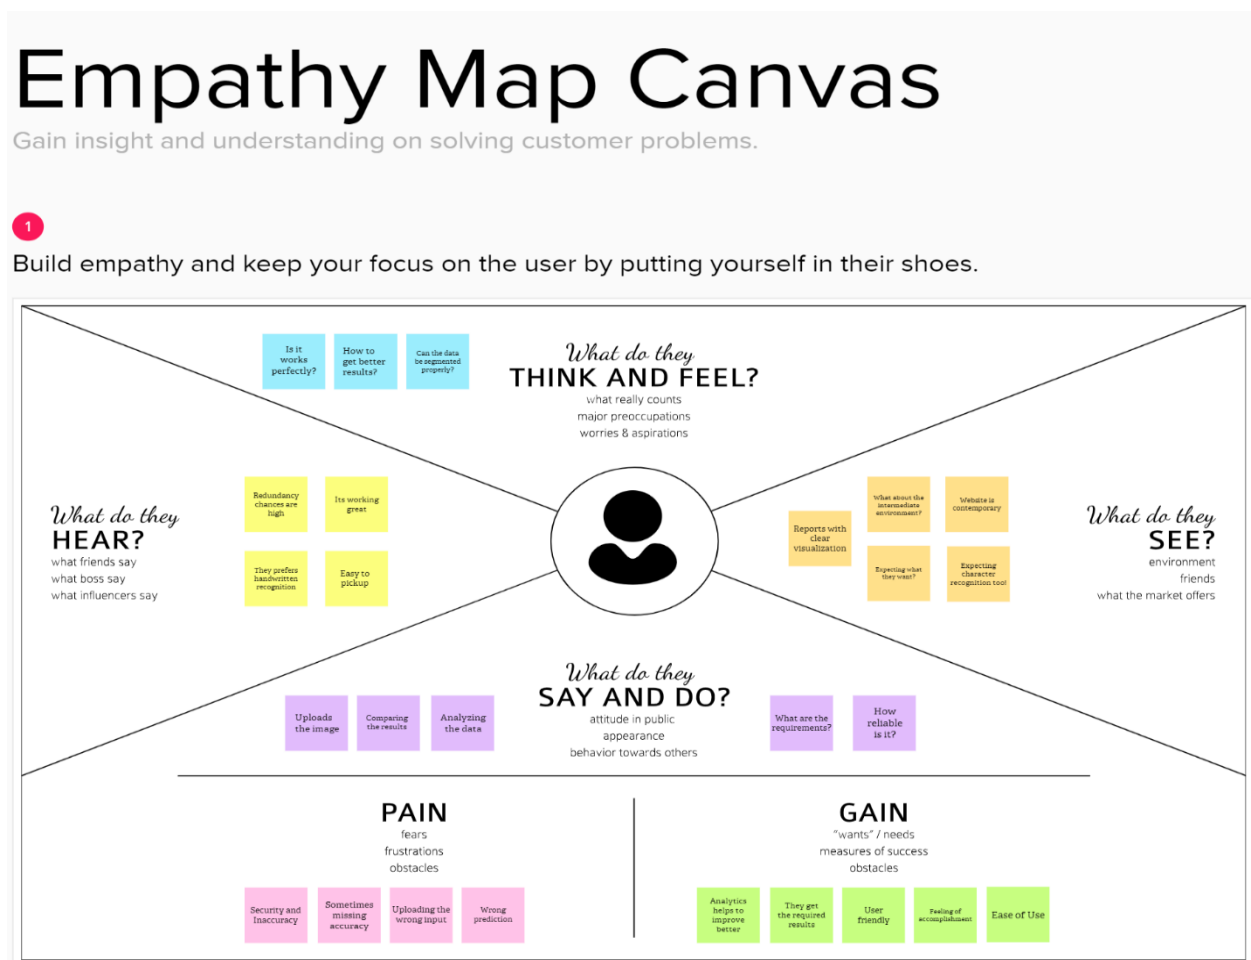 Empathy Map Canvas
Gain insight and understanding on solving customer problems.
1
Build empathy and keep your focus on the user by putting yourself in their shoes.
Is it
works
perfectly?
How to
get better
results?
Can the data
be segmented
properly?
What do they
THINK AND FEEL?
what really counts
major preoccupations
worries & aspirations
What do they
HEAR?
what friends say
what boss say
what influencers say
Redundancy
chances are
high
Its working
great
They prefers
handwritten
recognition
Easy to
pickup
Reports with
clear
visualization
What about the
intermediate
environment?
Website is
contemporary
Expecting what
they want?
Expecting
character
recognition too!
What do they
SEE?
environment
friends
what the market offers
What do they
SAY AND DO?
attitude in public
appearance
behavior towards others
Uploads
the image
Comparing
the results
Analyzing
the data
What are the
requirements?
How
reliable
is it?
PAIN
fears
frustrations
obstacles
Security and
Inaccuracy
Sometimes
missing
accuracy
Uploading the
wrong input
Wrong
prediction
GAIN
"wants" / needs
measures of success
obstacles
Analytics
helps to
improve
better
They get
the required
results
User
friendly
Feeling of
accomplishment
Ease of Use